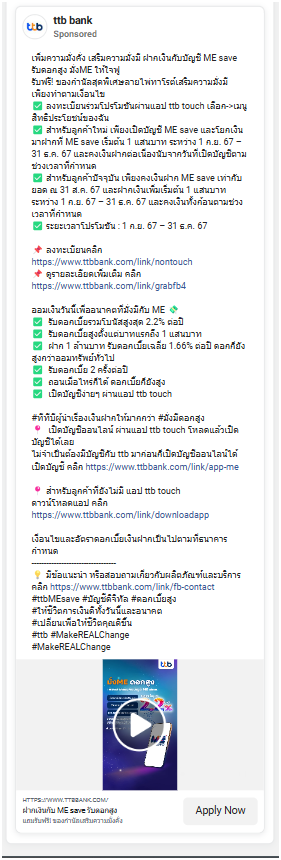 ttb bank
Sponsored
เพิ่มความมั่งคั่ง เสริมความมั่งมี ฝากเงินกับบัญชี ME save
รับดอกสูง มั่งME ให้ใจฟู
รับฟรี! ของกำนัลสุดพิเศษลายไพ่ทาโรต์เสริมความมั่งมี
เพียงทำตามเงื่อนไข
✅ ลงทะเบียนร่วมโปรโมชันผ่านแอป ttb touch เลือก->เมนู
สิทธิประโยชน์ของฉัน
✅ สำหรับลูกค้าใหม่ เพียงเปิดบัญชี ME save และโยกเงิน
มาฝากที่ ME save เริ่มต้น 1 แสนบาท ระหว่าง 1 ก.ย. 67 –
31 ธ.ค. 67 และคงเงินฝากต่อเนื่องนับจากวันที่เปิดบัญชีตาม
ช่วงเวลาที่กำหนด
✅ สำหรับลูกค้าปัจจุบัน เพียงคงเงินฝาก ME save เท่ากับ
ยอด ณ 31 ส.ค. 67 และฝากเงินเพิ่มเริ่มต้น 1 แสนบาท
ระหว่าง 1 ก.ย. 67 – 31 ธ.ค 67 และคงเงินทั้งก้อนตามช่วง
เวลาที่กำหนด
✅ ระยะเวลาโปรโมชัน : 1 ก.ย. 67 – 31 ธ.ค. 67
📌 ลงทะเบียนคลิก
https://www.ttbbank.com/link/nontouch
📌 ดูรายละเอียดเพิ่มเติม คลิก
https://www.ttbbank.com/link/grabfb4
ออมเงินวันนี้เพื่ออนาคตที่มั่งมีกับ ME 💸
✅ รับดอกเบี้ยรวมโบนัสสูงสุด 2.2% ต่อปี
✅ รับดอกเบี้ยสูงตั้งแต่บาทแรกถึง 1 แสนบาท
✅ ฝาก 1 ล้านบาท รับดอกเบี้ยเฉลี่ย 1.66% ต่อปี ดอกก็ยัง
สูงกว่าออมทรัพย์ทั่วไป
✅ รับดอกเบี้ย 2 ครั้งต่อปี
✅ ถอนเมื่อไหร่ก็ได้ ดอกเบี้ยก็ยังสูง
✅ เปิดบัญชีง่ายๆ ผ่านแอป ttb touch
#ทีทีบีผู้นำเรื่องเงินฝากให้มากกว่า #มั่งมีดอกสูง
📍 เปิดบัญชีออนไลน์ ผ่านแอป ttb touch โหลดแล้วเปิด
บัญชีได้เลย
ไม่จำเป็นต้องมีบัญชีกับ ttb มาก่อนก็เปิดบัญชีออนไลน์ได้
เปิดบัญชี คลิก https://www.ttbbank.com/link/app-me
📍 สำหรับลูกค้าที่ยังไม่มี แอป ttb touch
ดาวน์โหลดแอป คลิก
https://www.ttbbank.com/link/downloadapp
เงื่อนไขและอัตราดอกเบี้ยเงินฝากเป็นไปตามที่ธนาคาร
กำหนด
----------------------------------
💡 มีข้อแนะนำ หรือสอบถามเกี่ยวกับผลิตภัณฑ์และบริการ
คลิก https://www.ttbbank.com/link/fb-contact
#ttbMEsave #บัญชีดิจิทัล #ดอกเบี้ยสูง
#ให้ชีวิตการเงินดีทั้งวันนี้และอนาคต
#เปลี่ยนเพื่อให้ชีวิตคุณดีขึ้น
#ttb #MakeREALChange
#MakeREALChange
ttb
มั่งME ดอกสูง
HTTPS://WWW.TTBBANK.COM/
ฝากเงินกับ ME save รับดอกสูง
แถมรับฟรี! ของกำนัลเสริมความมั่งคั่ง
Apply Now